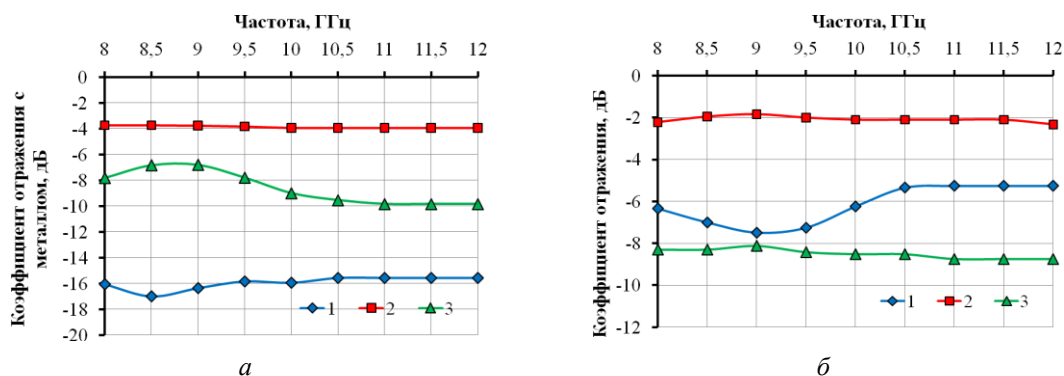 Частота, ГГц
8 8,5 9 9,5 10 10,5 11 11,5 12
0
-2
-4
-6
-8
-10
-12
-14
-16
-18
-20
Коэффициент отражения с
металлом, дБ
1 2 3
а
Частота, ГГц
8 8,5 9 9,5 10 10,5 11 11,5 12
0
-2
-4
-6
-8
-10
-12
Коэффициент отражения, дБ
1 2 3
б